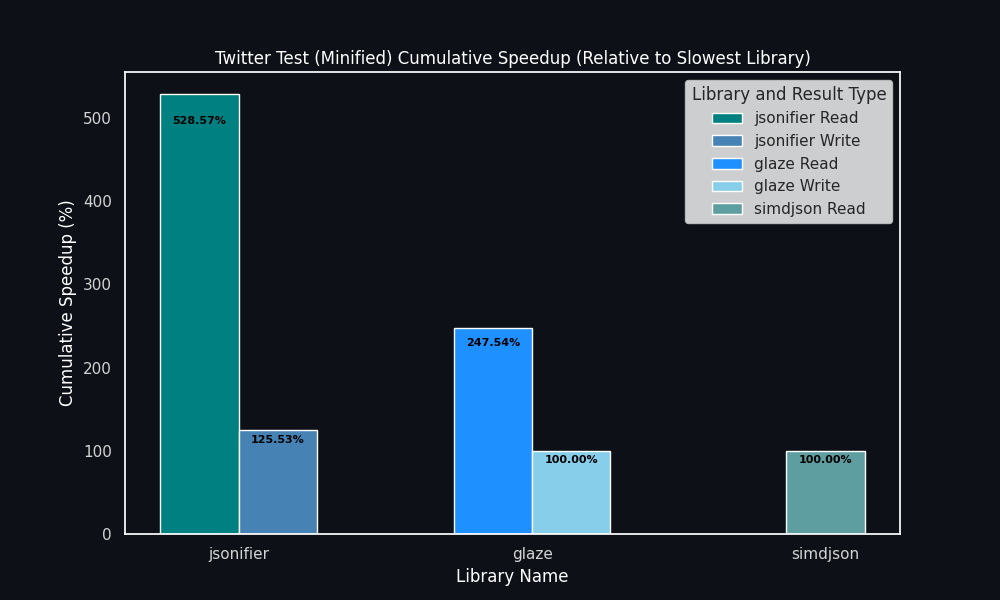 Twitter Test (Minified) Cumulative Speedup (Relative to Slowest Library)
Library and Result Type
jsonifier Read
jsonifier Write
glaze Read
glaze Write
simdjson Read
Cumulative Speedup (%)
500
400
300
200
100
0
528.57%
125.53%
247.54%
100.00%
100.00%
jsonifier
glaze
simdjson
Library Name